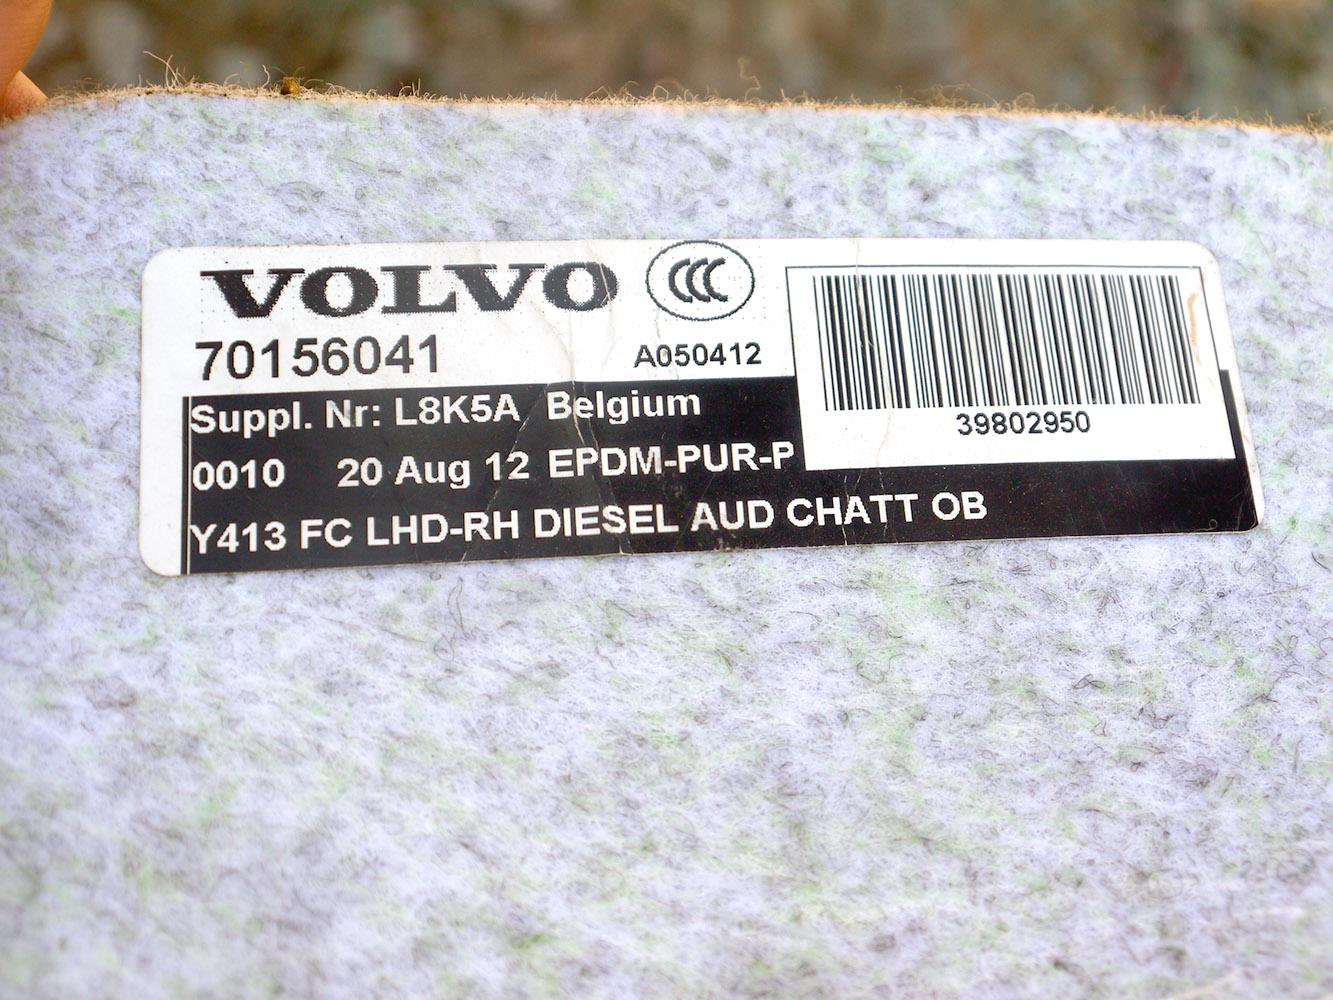 VOLVO CCC
70156041 A050412
39802950
Suppl. Nr: L8K5A Belgium
0010 20 Aug 12 EPDM-PUR-P
Y413 FC LHD-RH DIESEL AUD CHATT OB